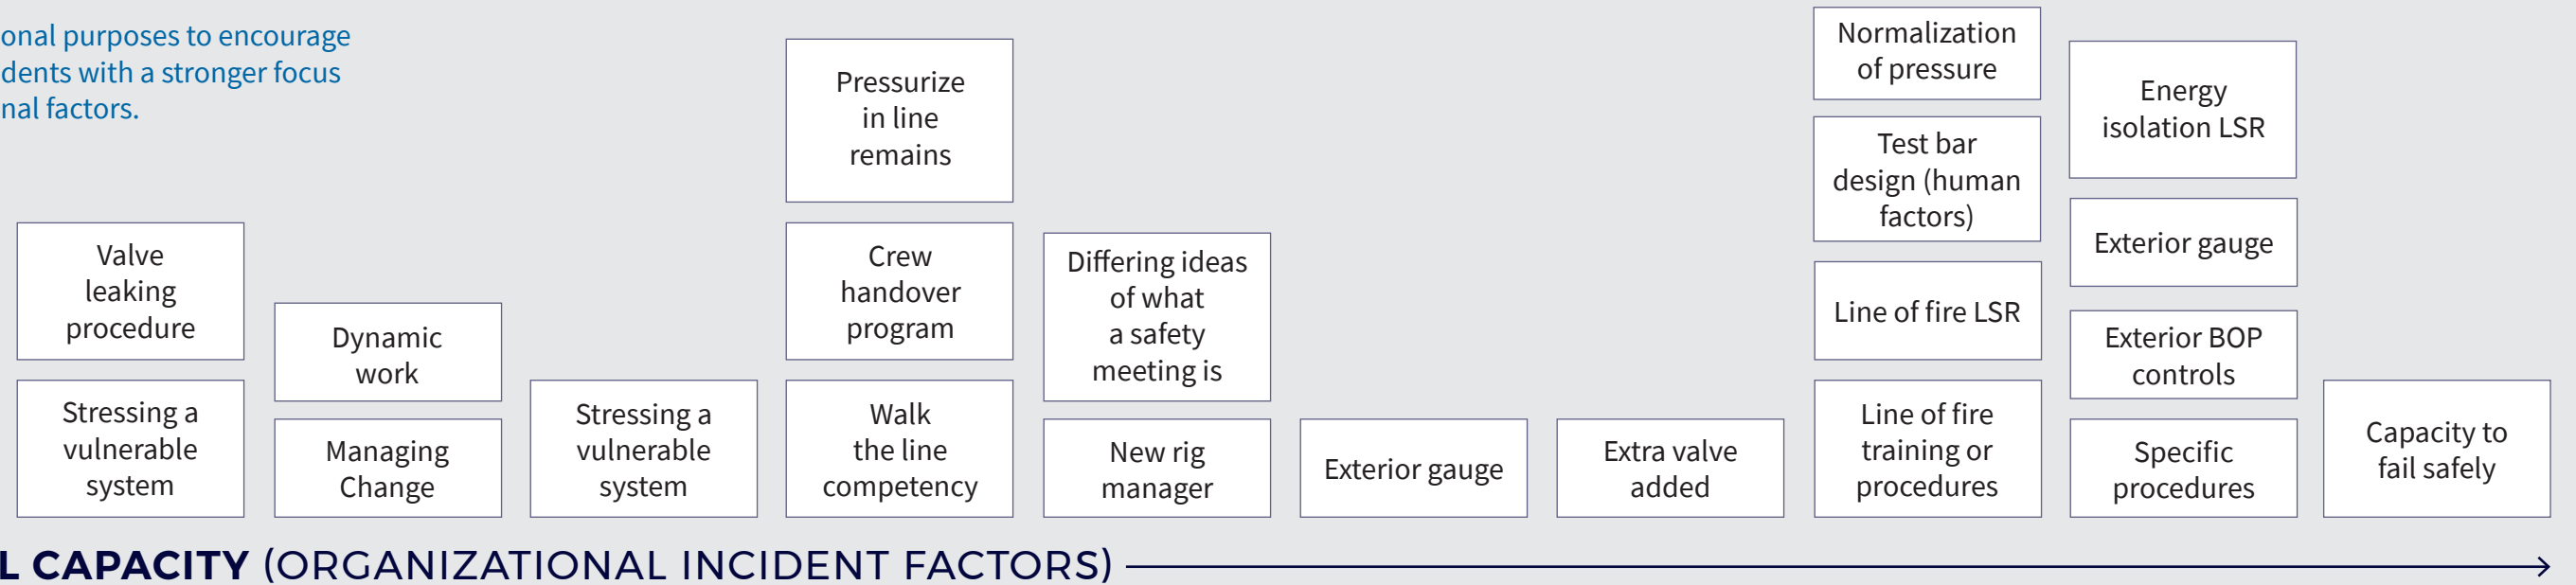 onal purposes to encourage
dents with a stronger focus
nal factors.
Valve
leaking
procedure
Stressing a
vulnerable
system
Dynamic
work
Managing
Change
Stressing a
vulnerable
system
Pressurize
in line
remains
Crew
handover
program
Walk
the line
competency
Differing ideas
of what
a safety
meeting is
New rig
manager
Exterior gauge
Extra valve
added
Normalization
of pressure
Test bar
design (human
factors)
Line of fire LSR
Line of fire
training or
procedures
Energy
isolation LSR
Exterior gauge
Exterior BOP
controls
Specific
procedures
Capacity to
fail safely
L CAPACITY (ORGANIZATIONAL INCIDENT FACTORS)